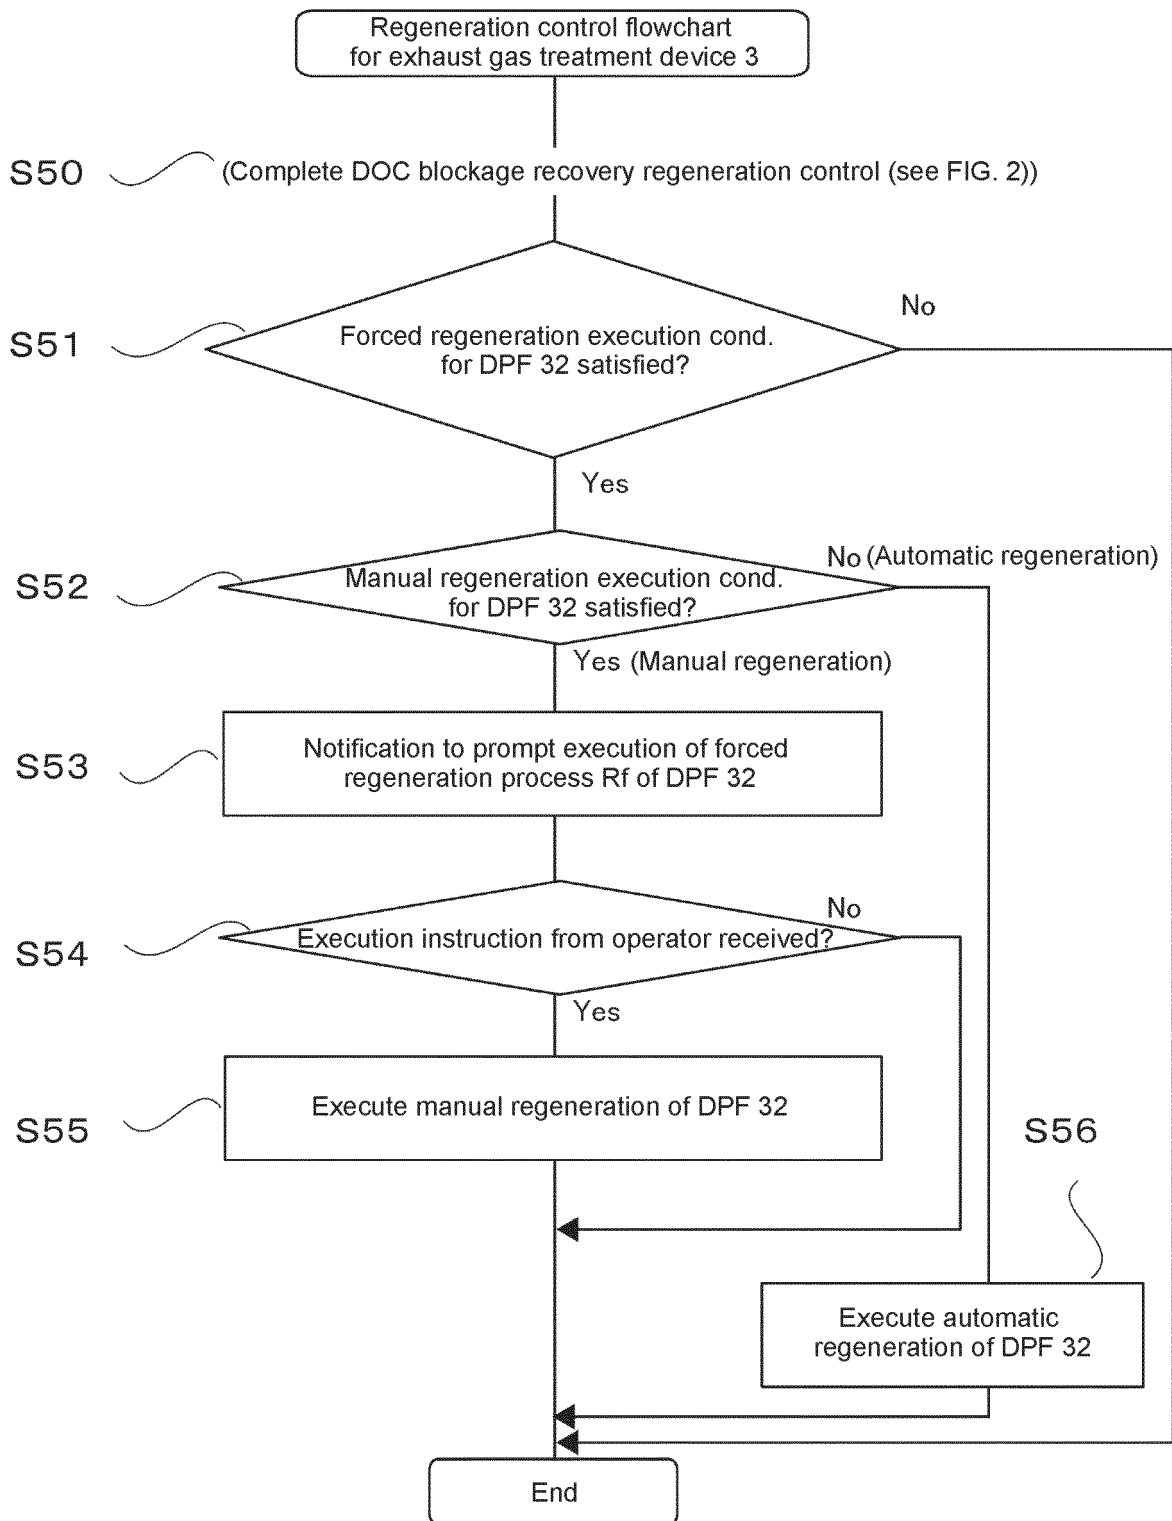 Regeneration control flowchart
for exhaust gas treatment device 3
S50
(Complete DOC blockage recovery regeneration control (see FIG. 2))
S51
Forced regeneration execution cond.
for DPF 32 satisfied?
No
Yes
S52
Manual regeneration execution cond.
for DPF 32 satisfied?
No (Automatic regeneration)
Yes (Manual regeneration)
S53
Notification to prompt execution of forced
regeneration process Rf of DPF 32
S54
Execution instruction from operator received?
No
Yes
S55
Execute manual regeneration of DPF 32
S56
Execute automatic
regeneration of DPF 32
End